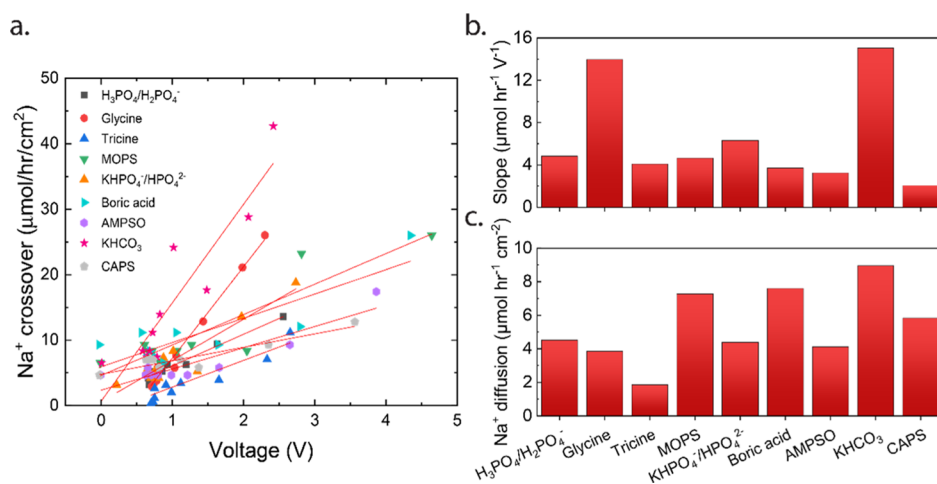 a.
Na⁺ crossover (μmol/hr/cm²)
50
40
30
20
10
0
H₃PO₄/H₂PO₄⁻
Glycine
Tricine
MOPS
KHPO₄⁻/HPO₄²⁻
Boric acid
AMPSO
KHCO₃
CAPS
0 1 2 3 4 5
Voltage (V)
b.
Slope (μmol hr⁻¹ V⁻¹)
16
12
8
4
0
c.
Na⁺ diffusion (μmol hr⁻¹ cm⁻²)
10
8
6
4
2
0
H₃PO₄/H₂PO₄⁻
Glycine
Tricine
MOPS
KHPO₄⁻/HPO₄²⁻
Boric acid
AMPSO
KHCO₃
CAPS